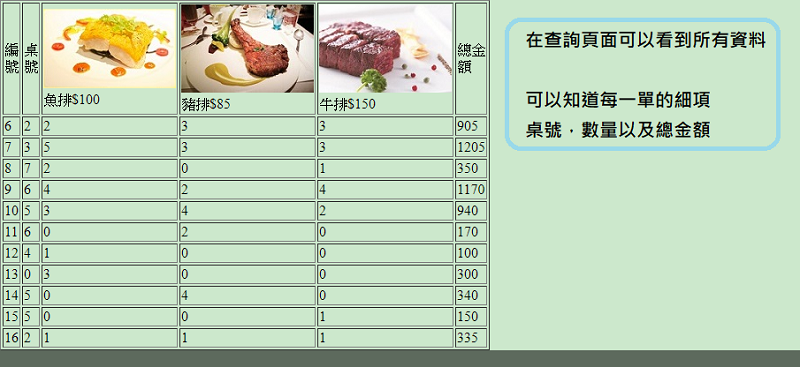 編號 桌號 魚排$100 豬排$85 牛排$150 總金額
6 2 2 3 3 905
7 3 5 3 3 1205
8 7 2 0 1 350
9 6 4 2 4 1170
10 5 3 4 2 940
11 6 0 2 0 170
12 4 1 0 0 100
13 0 3 0 0 300
14 5 0 4 0 340
15 5 0 0 1 150
16 2 1 1 1 335
在查詢頁面可以看到所有資料
可以知道每一單的細項
桌號，數量以及總金額